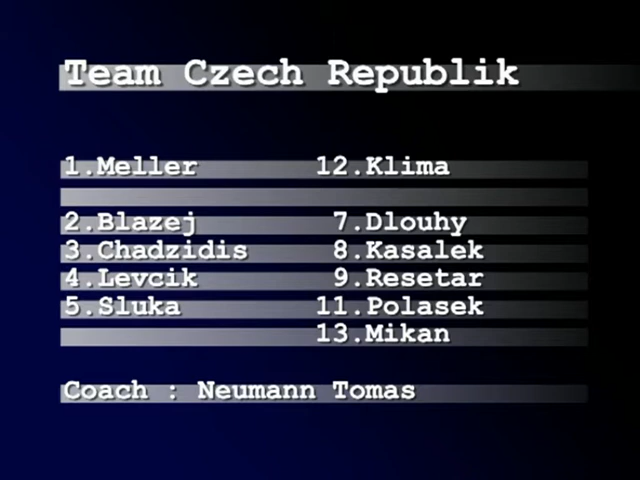 Team Czech Republik
1.Meller 12.Klima
2.Blazej 7.Dlouhy
3.Chadzidis 8.Kasalek
4.Levcik 9.Resetar
5.Sluka 11.Polasek
13.Mikan
Coach : Neumann Tomas